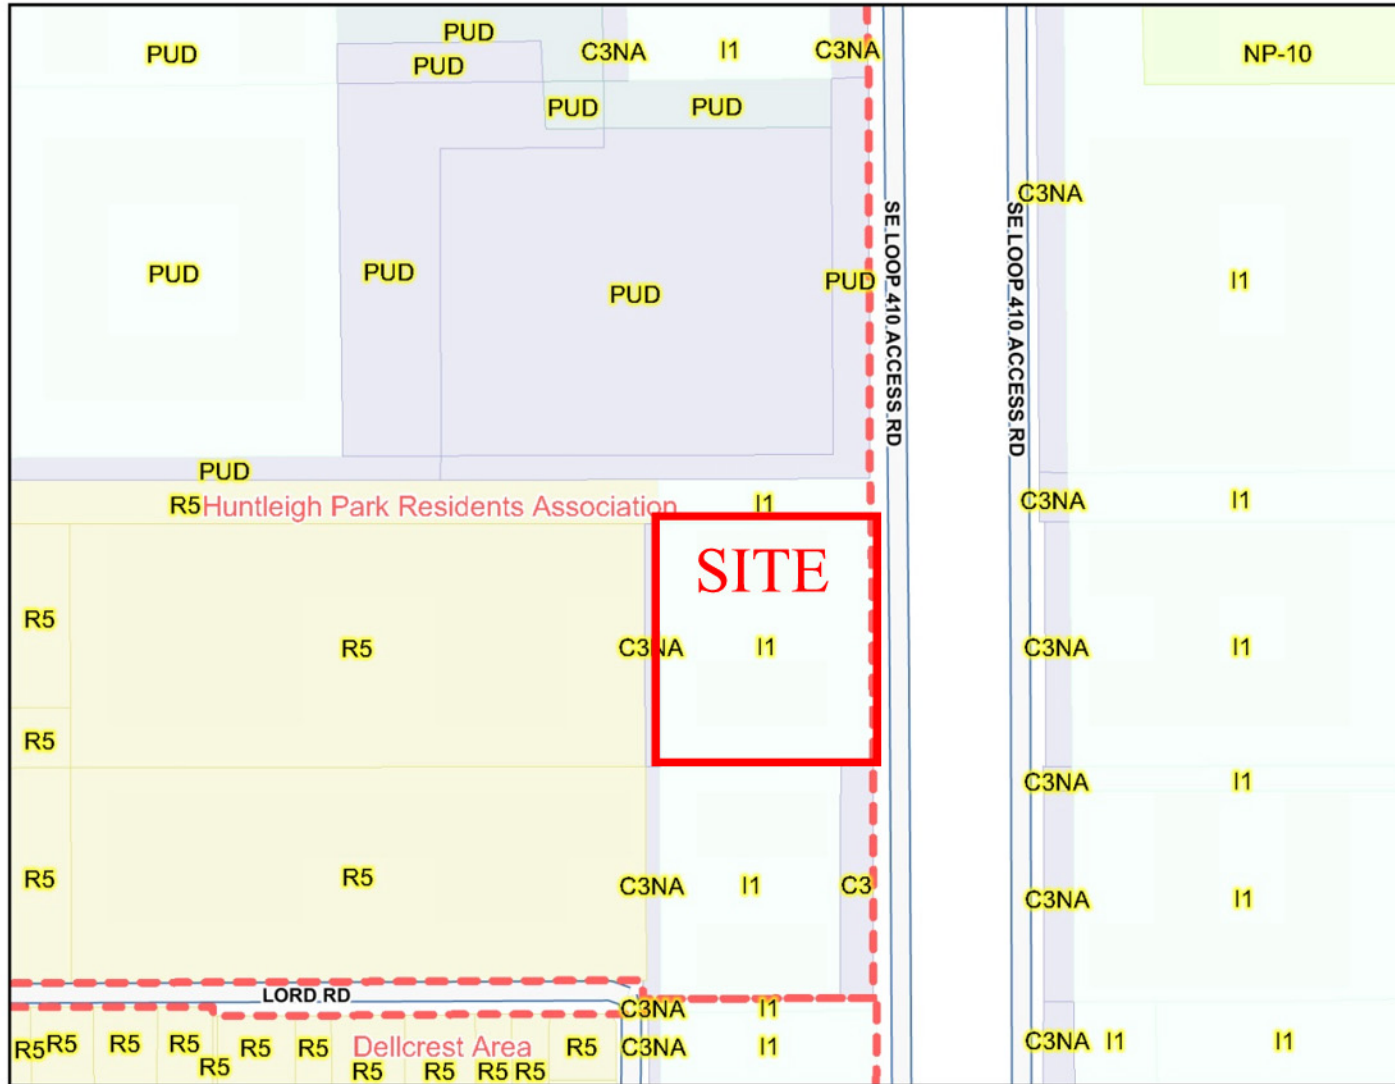 PUD
C3NA
I1
C3NA
NP-10
PUD
PUD
PUD
PUD
C3NA
SE LOOP 410 ACCESS RD
SE LOOP 410 ACCESS RD
PUD
PUD
PUD
PUD
I1
PUD
R5
Huntleigh Park Residents Association
I1
C3NA
I1
SITE
R5
R5
C3NA
I1
C3NA
I1
R5
C3NA
I1
R5
R5
C3NA
I1
C3
C3NA
I1
LORD RD
C3NA
I1
R5
R5
R5
R5
R5
R5
R5
Dellcrest Area
R5
R5
R5
R5
R5
C3NA
I1
C3NA
I1
I1